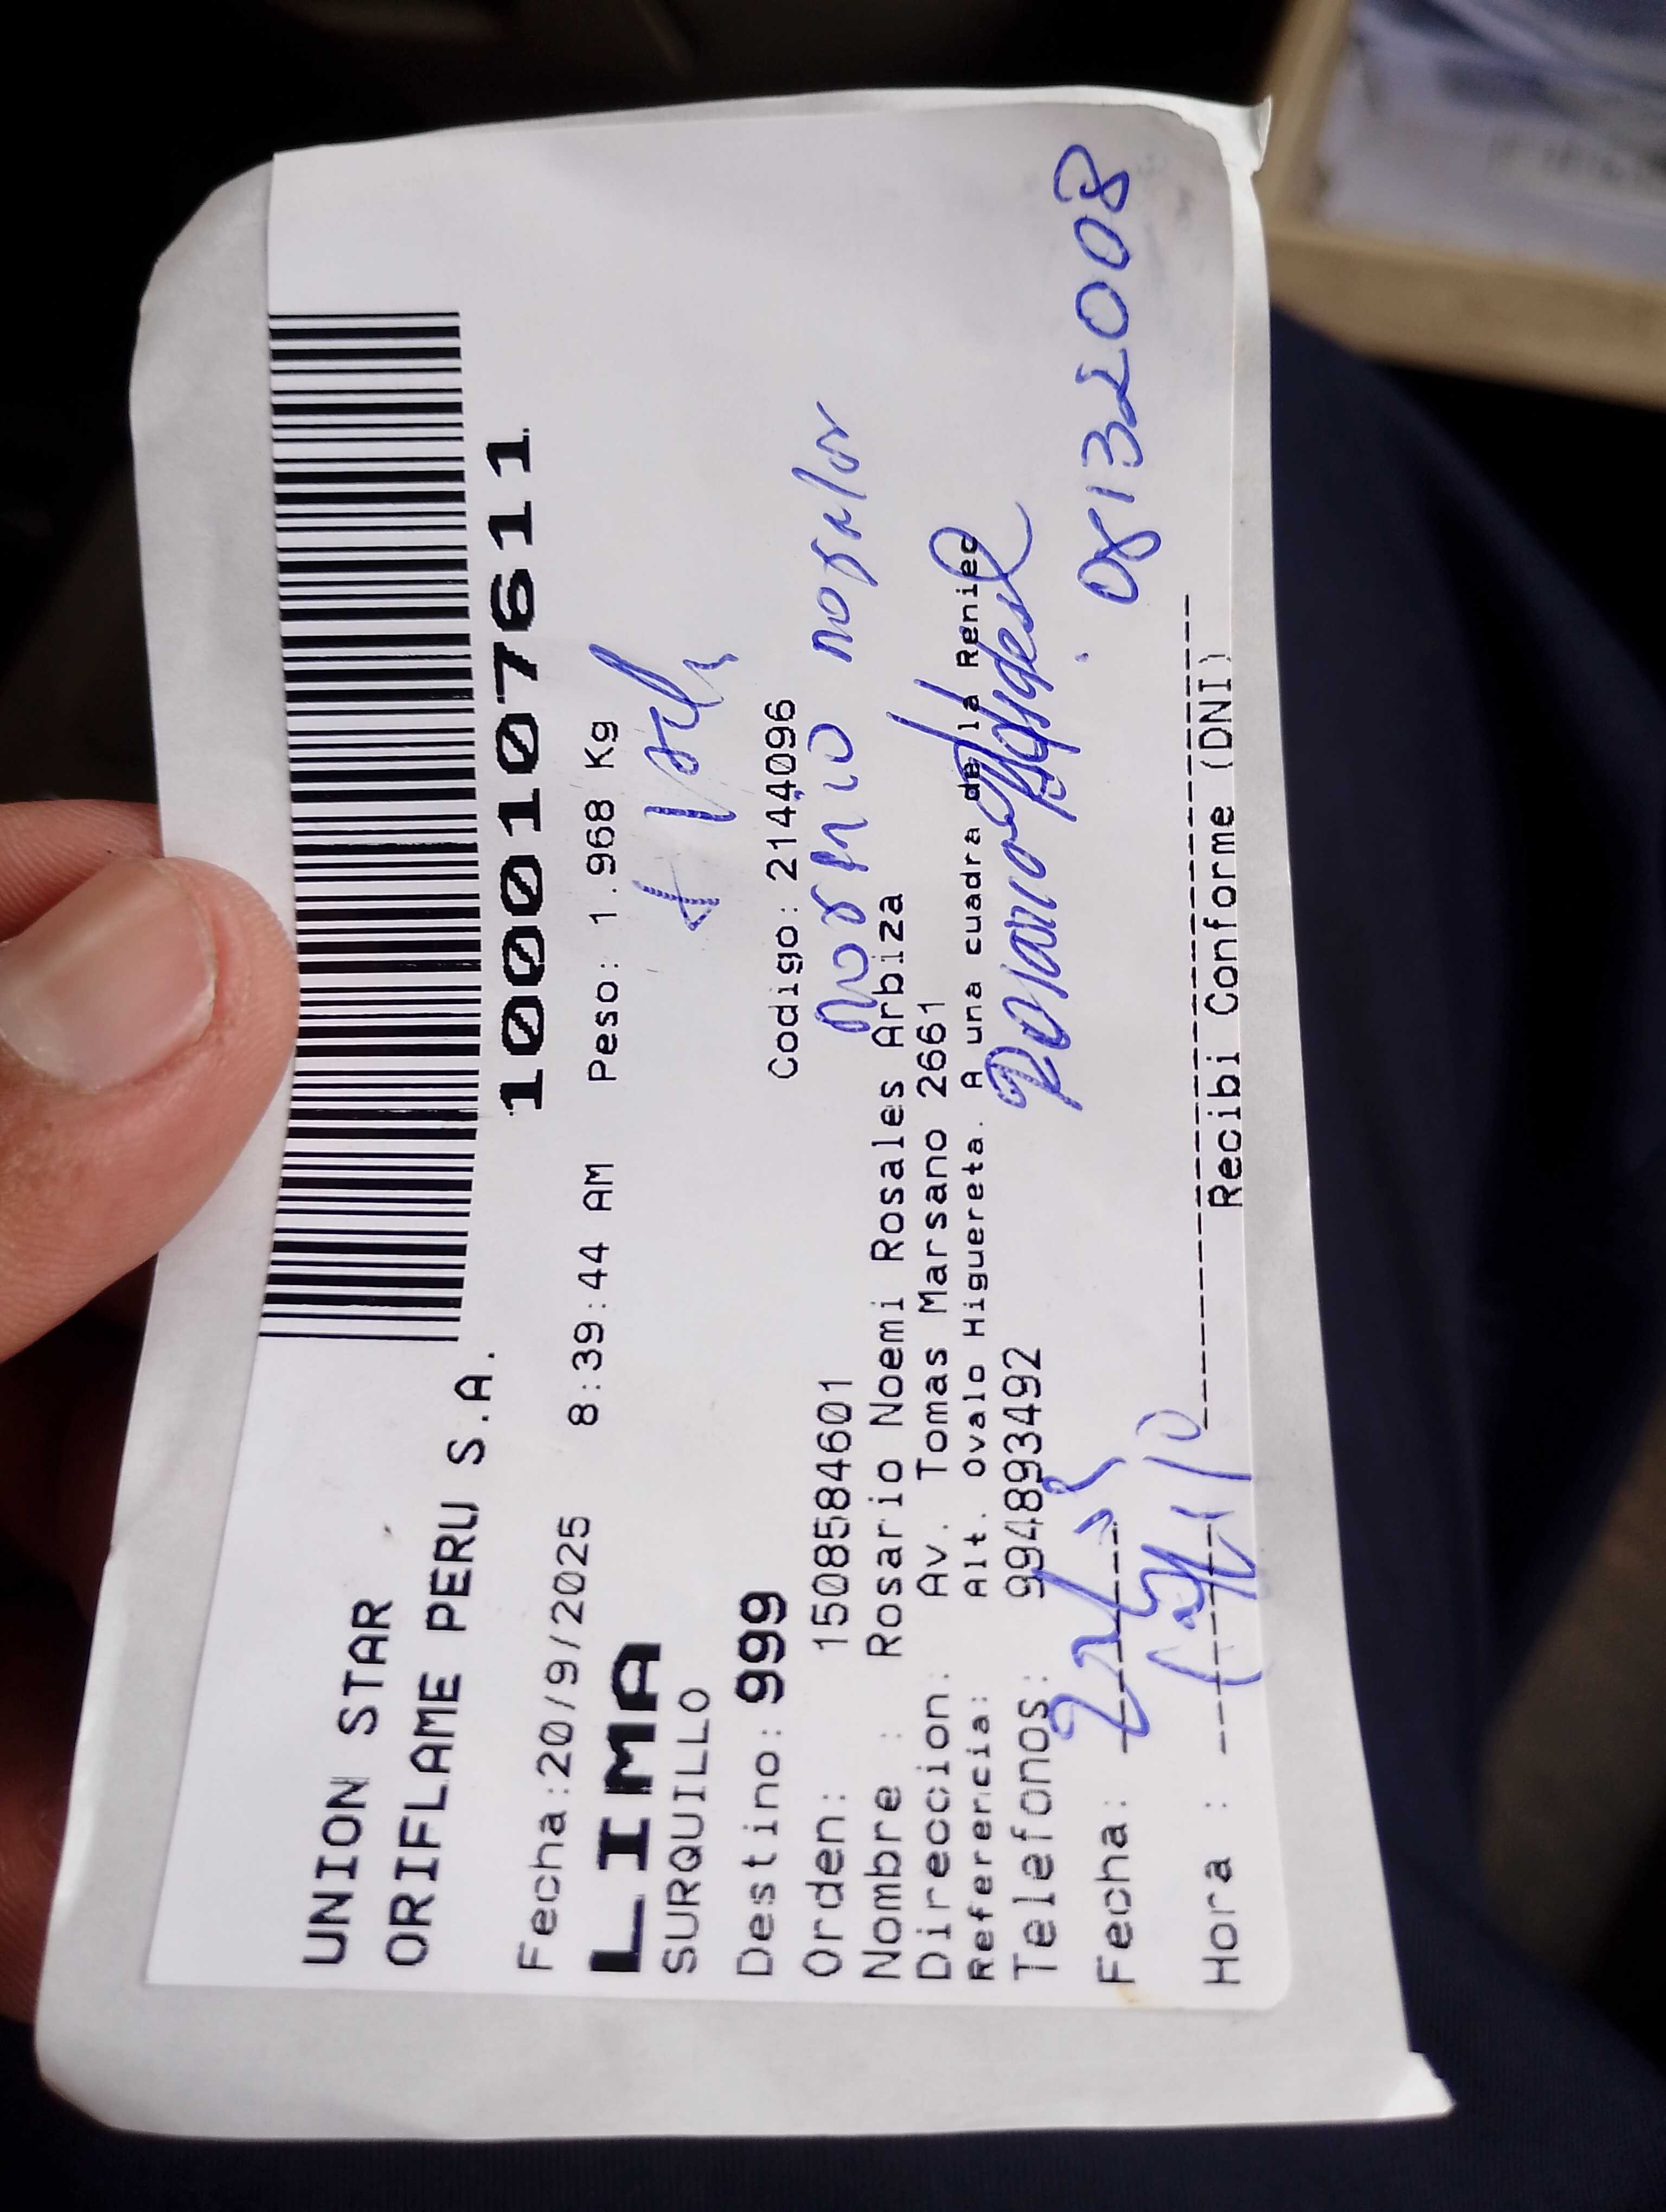 UNION STAR
ORIFLAME PERU S.A.
1000107611
Fecha:20/9/2025 8:39:44 AM Peso: 1.968 Kg
LIMA
SURQUILLO
+ 1
Destino: 999 Codigo: 2144096
Orden: 1508584601
Nombre : Rosario Noemi Rosales Arbiza
Direccion: Av. Tomas Marsano 2661
Referencia: Alt. Ovalo Higuereta. A una cuadra de la Reniec
Telefonos: 994893492
08132008
Fecha:
Hora :
Recibi Conforme (DNI)